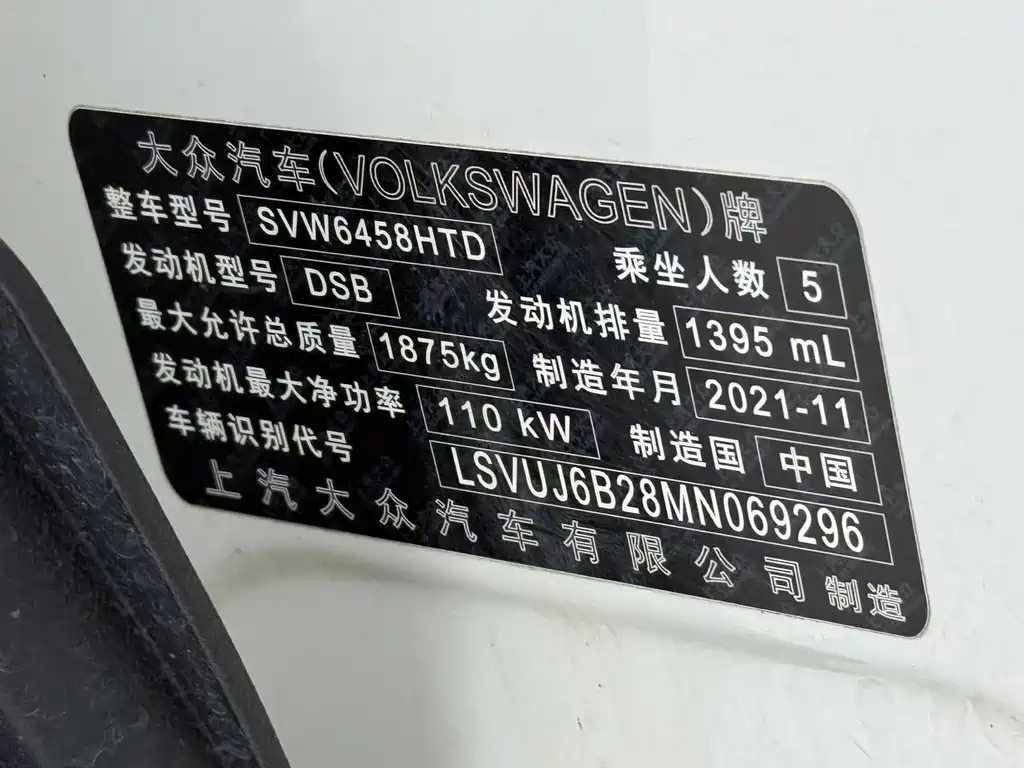 大众汽车(VOLKSWAGEN)牌
整车型号 SVW6458HTD 乘坐人数 5
发动机型号 DSB 发动机排量 1395 mL
最大允许总质量 1875kg 制造年月 2021-11
发动机最大净功率 110 kW 制造国 中国
车辆识别代号 LSVUJ6B28MN069296
上汽大众汽车有限公司 制造